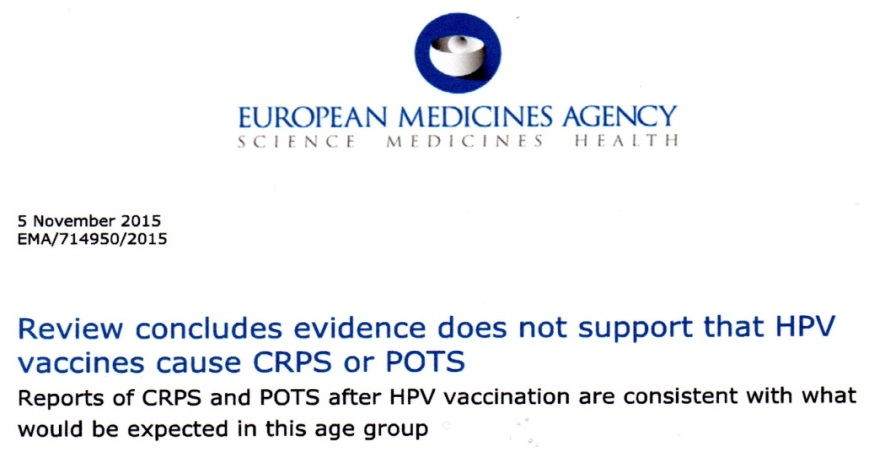 EUROPEAN MEDICINES AGENCY
SCIENCE MEDICINES HEALTH
5 November 2015
EMA/714950/2015
Review concludes evidence does not support that HPV
vaccines cause CRPS or POTS
Reports of CRPS and POTS after HPV vaccination are consistent with what
would be expected in this age group